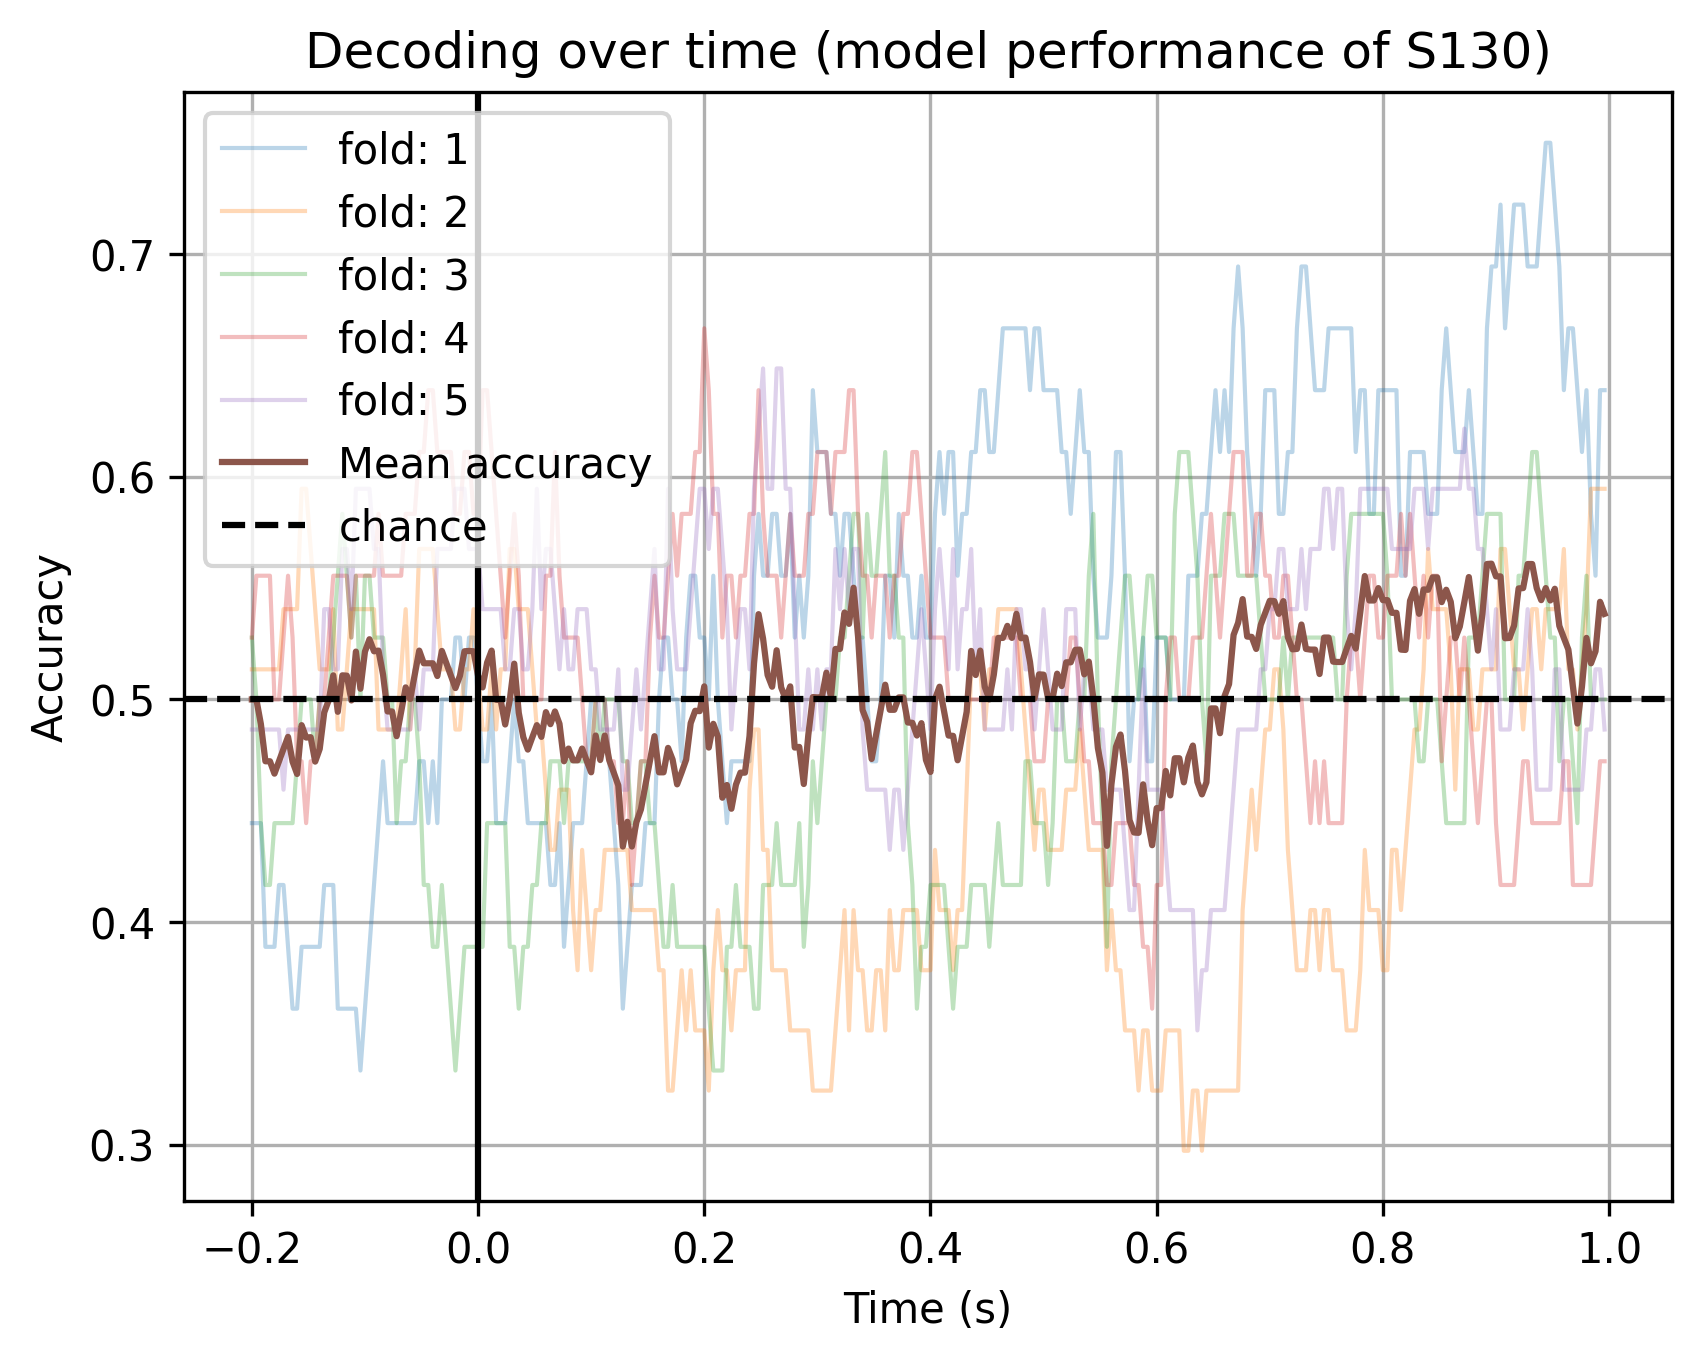 Decoding over time (model performance of S130)
fold: 1
fold: 2
fold: 3
fold: 4
fold: 5
Mean accuracy
chance
Accuracy
0.7
0.6
0.5
0.4
0.3
−0.2 0.0 0.2 0.4 0.6 0.8 1.0
Time (s)